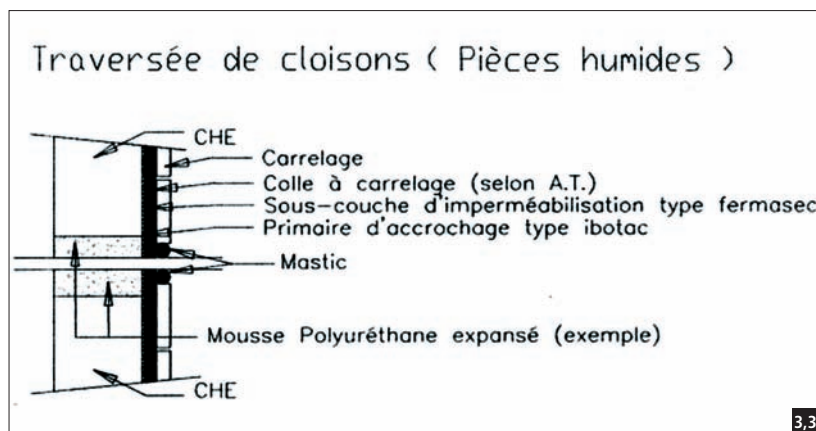 Traversée de cloisons ( Pièces humides )
CHE
Carrelage
Colle à carrelage (selon A.T.)
Sous-couche d'imperméabilisation type fermasec
Primaire d'accrochage type ibotac
Mastic
Mousse Polyuréthane expansé (exemple)
CHE
3,3